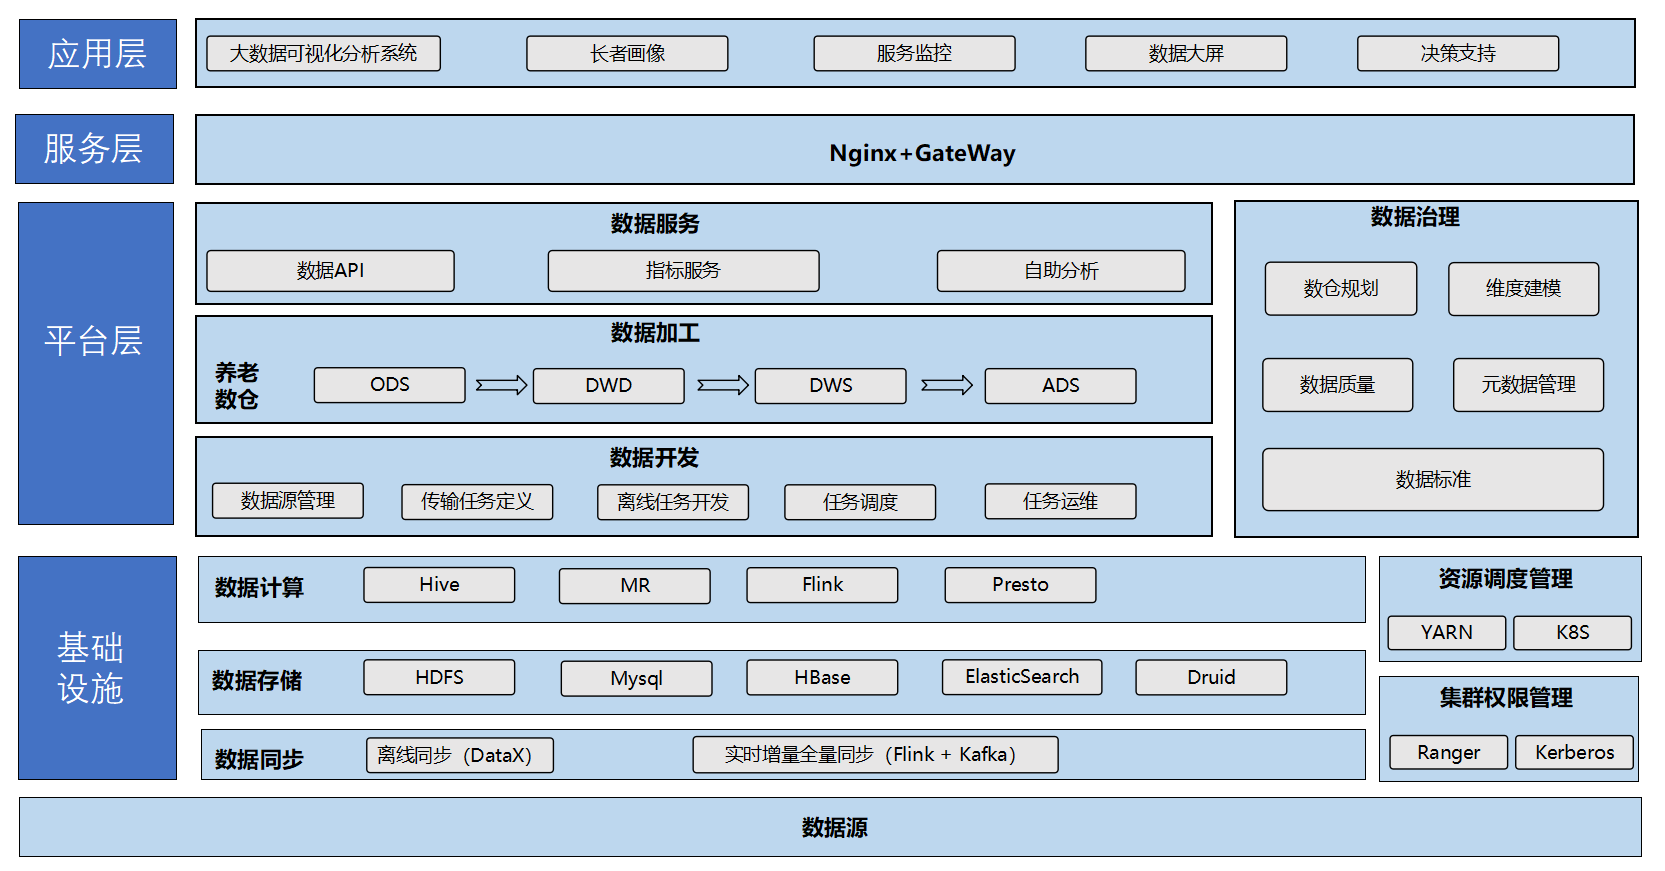 应用层
大数据可视化分析系统
长者画像
服务监控
数据大屏
决策支持
服务层
Nginx+GateWay
平台层
数据服务
数据API
指标服务
自助分析
数据加工
养老
数仓
ODS
DWD
DWS
ADS
数据开发
数据源管理
传输任务定义
离线任务开发
任务调度
任务运维
数据治理
数仓规划
维度建模
数据质量
元数据管理
数据标准
基础
设施
数据计算
Hive
MR
Flink
Presto
数据存储
HDFS
Mysql
HBase
ElasticSearch
Druid
数据同步
离线同步（DataX）
实时增量全量同步（Flink + Kafka）
资源调度管理
YARN
K8S
集群权限管理
Ranger
Kerberos
数据源